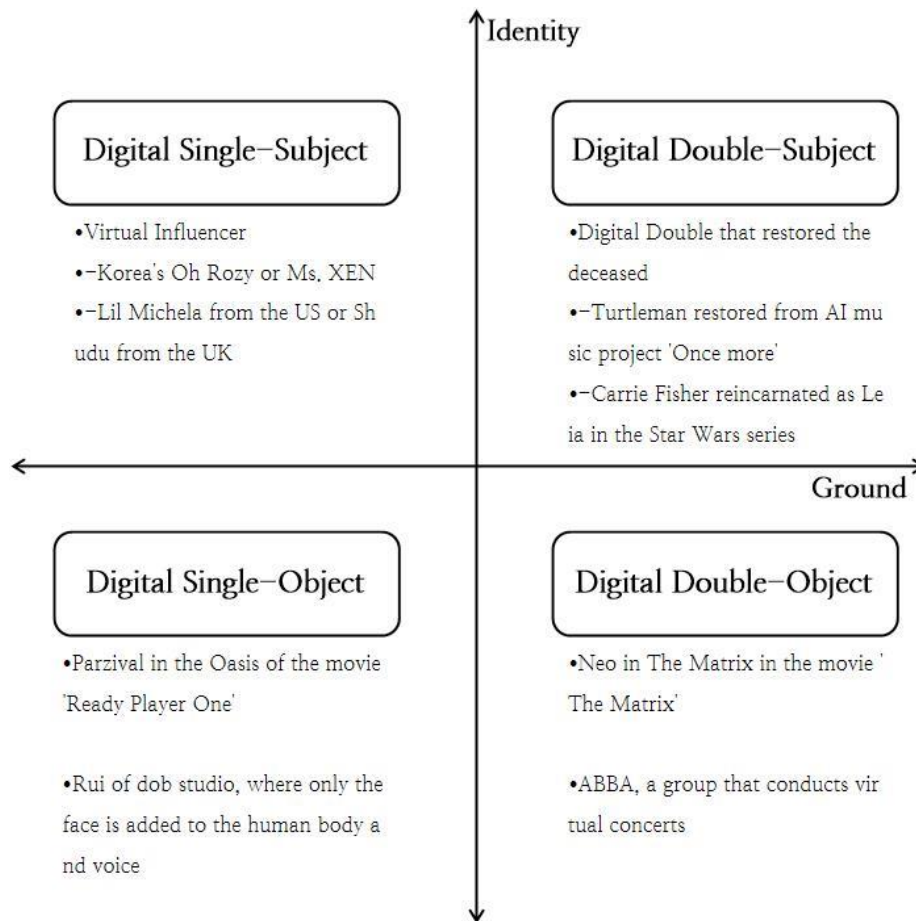 Identity
Digital Single-Subject
•Virtual Influencer
•-Korea's Oh Rozy or Ms. XEN
•-Lil Michela from the US or Sh
udu from the UK
Digital Double-Subject
•Digital Double that restored the
deceased
•-Turtleman restored from AI mu
sic project 'Once more'
•-Carrie Fisher reincarnated as Le
ia in the Star Wars series
Ground
Digital Single-Object
•Parzival in the Oasis of the movie
'Ready Player One'
•Rui of dob studio, where only the
face is added to the human body a
nd voice
Digital Double-Object
•Neo in The Matrix in the movie '
The Matrix'
•ABBA, a group that conducts vir
tual concerts